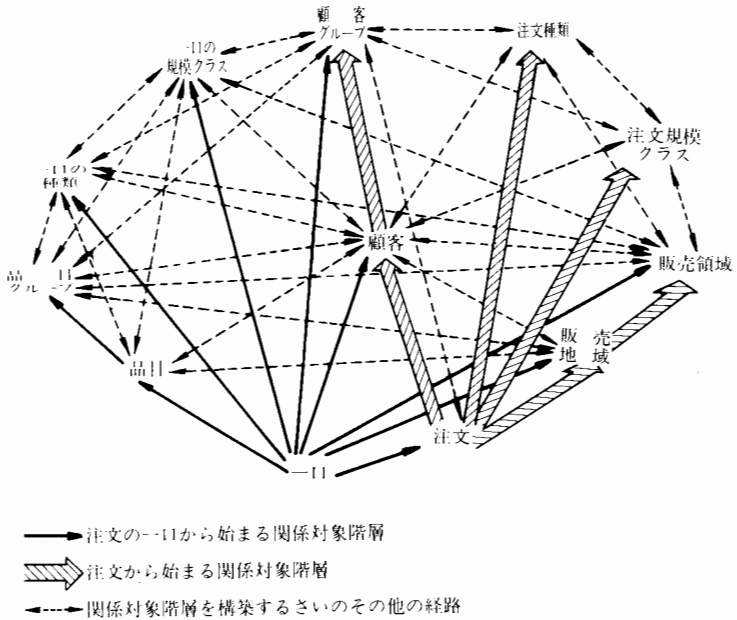 顧客
グループ
注文種類
一口の
規模クラス
注文規模
クラス
一口の
種類
顧客
販売領域
品目
グループ
販売
地域
品目
注文
一口
注文の一口から始まる関係対象階層
注文から始まる関係対象階層
関係対象階層を構築するさいのその他の経路